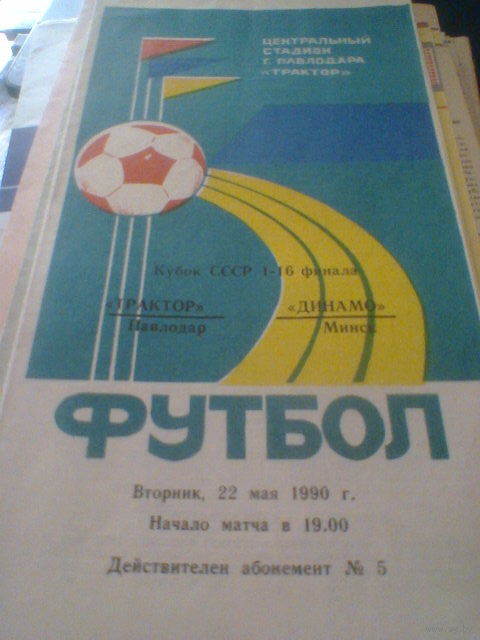 ЦЕНТРАЛЬНЫЙ
СТАДИОН
Г. ПАВЛОДАРА
«ТРАКТОР»
Кубок СССР 1-16 финала
«ТРАКТОР» «ДИНАМО»
Павлодар Минск
ФУТБОЛ
Вторник, 22 мая 1990 г.
Начало матча в 19.00
Действителен абонемент № 5